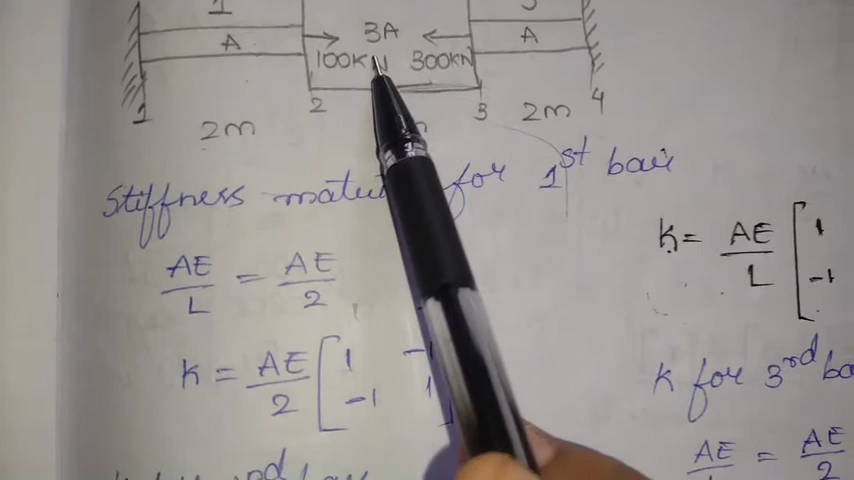 1
3
A 3A A
100KN 300KN
1 2 3 4
2m 2m
Stiffness for 1st bar
K = AE/L [1
-1
AE/L = AE/2
K = AE/2 [1 -1
-1 1]
K for 3rd ba
AE = AE/2